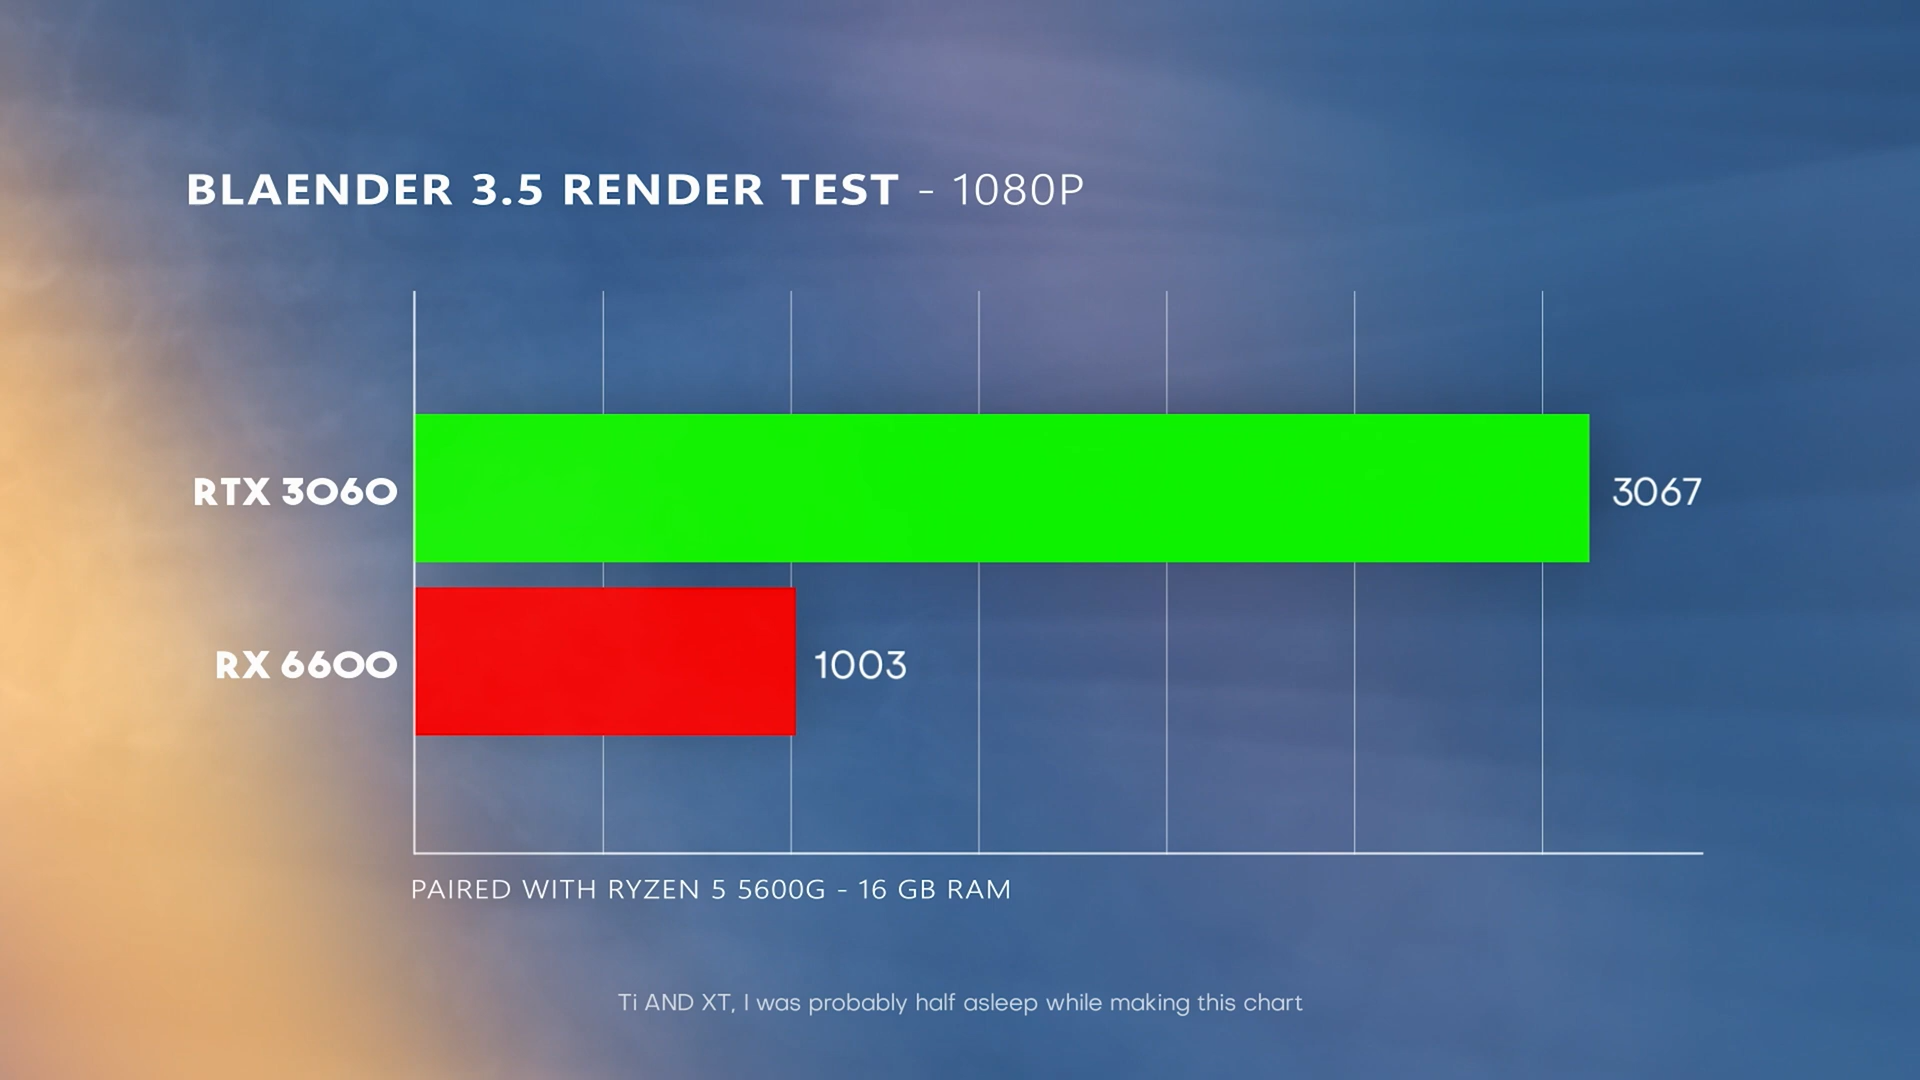 BLAENDER 3.5 RENDER TEST - 1080P
RTX 3060
3067
RX 6600
1003
PAIRED WITH RYZEN 5 5600G - 16 GB RAM
Ti AND XT, I was probably half asleep while making this chart